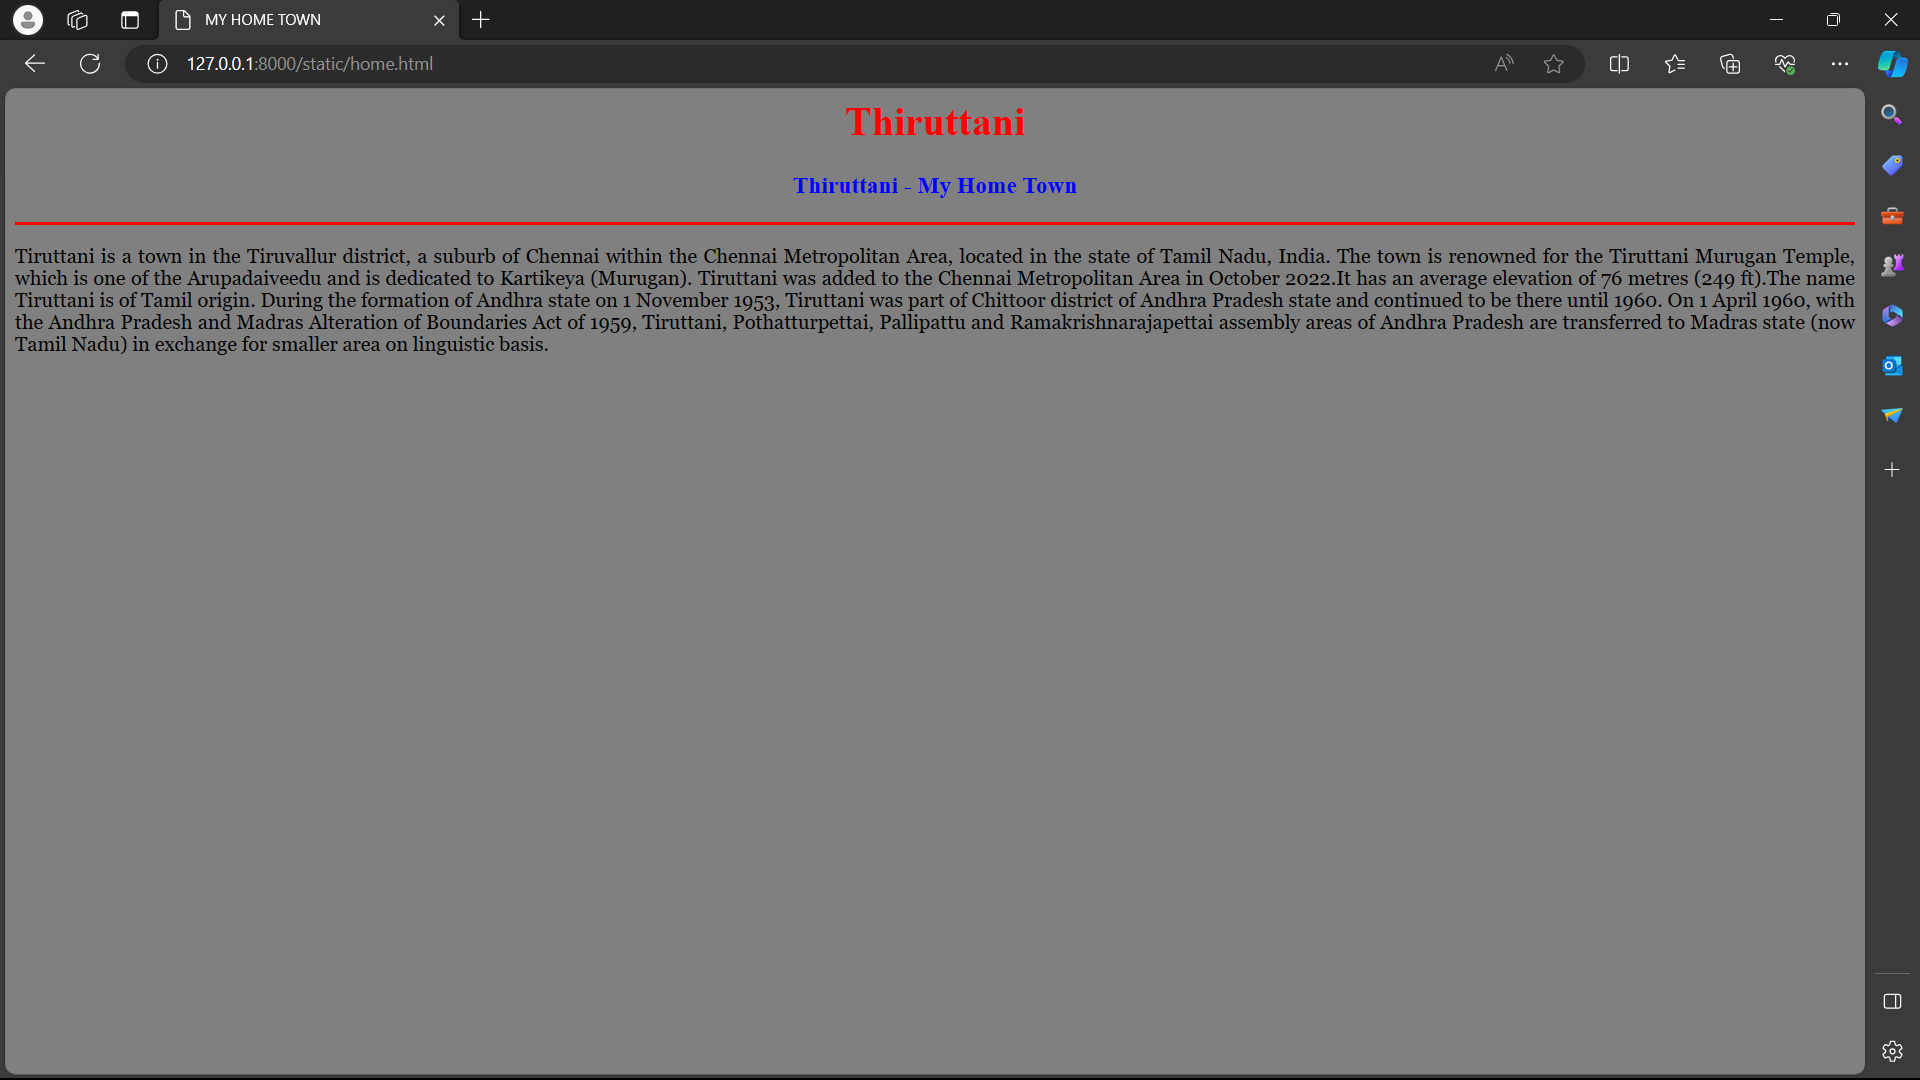 MY HOME TOWN
127.0.0.1:8000/static/home.html
Thiruttani
Thiruttani - My Home Town
Tiruttani is a town in the Tiruvallur district, a suburb of Chennai within the Chennai Metropolitan Area, located in the state of Tamil Nadu, India. The town is renowned for the Tiruttani Murugan Temple,
which is one of the Arupadaiveedu and is dedicated to Kartikeya (Murugan). Tiruttani was added to the Chennai Metropolitan Area in October 2022.It has an average elevation of 76 metres (249 ft).The name
Tiruttani is of Tamil origin. During the formation of Andhra state on 1 November 1953, Tiruttani was part of Chittoor district of Andhra Pradesh state and continued to be there until 1960. On 1 April 1960, with
the Andhra Pradesh and Madras Alteration of Boundaries Act of 1959, Tiruttani, Pothatturpettai, Pallipattu and Ramakrishnarajapettai assembly areas of Andhra Pradesh are transferred to Madras state (now
Tamil Nadu) in exchange for smaller area on linguistic basis.